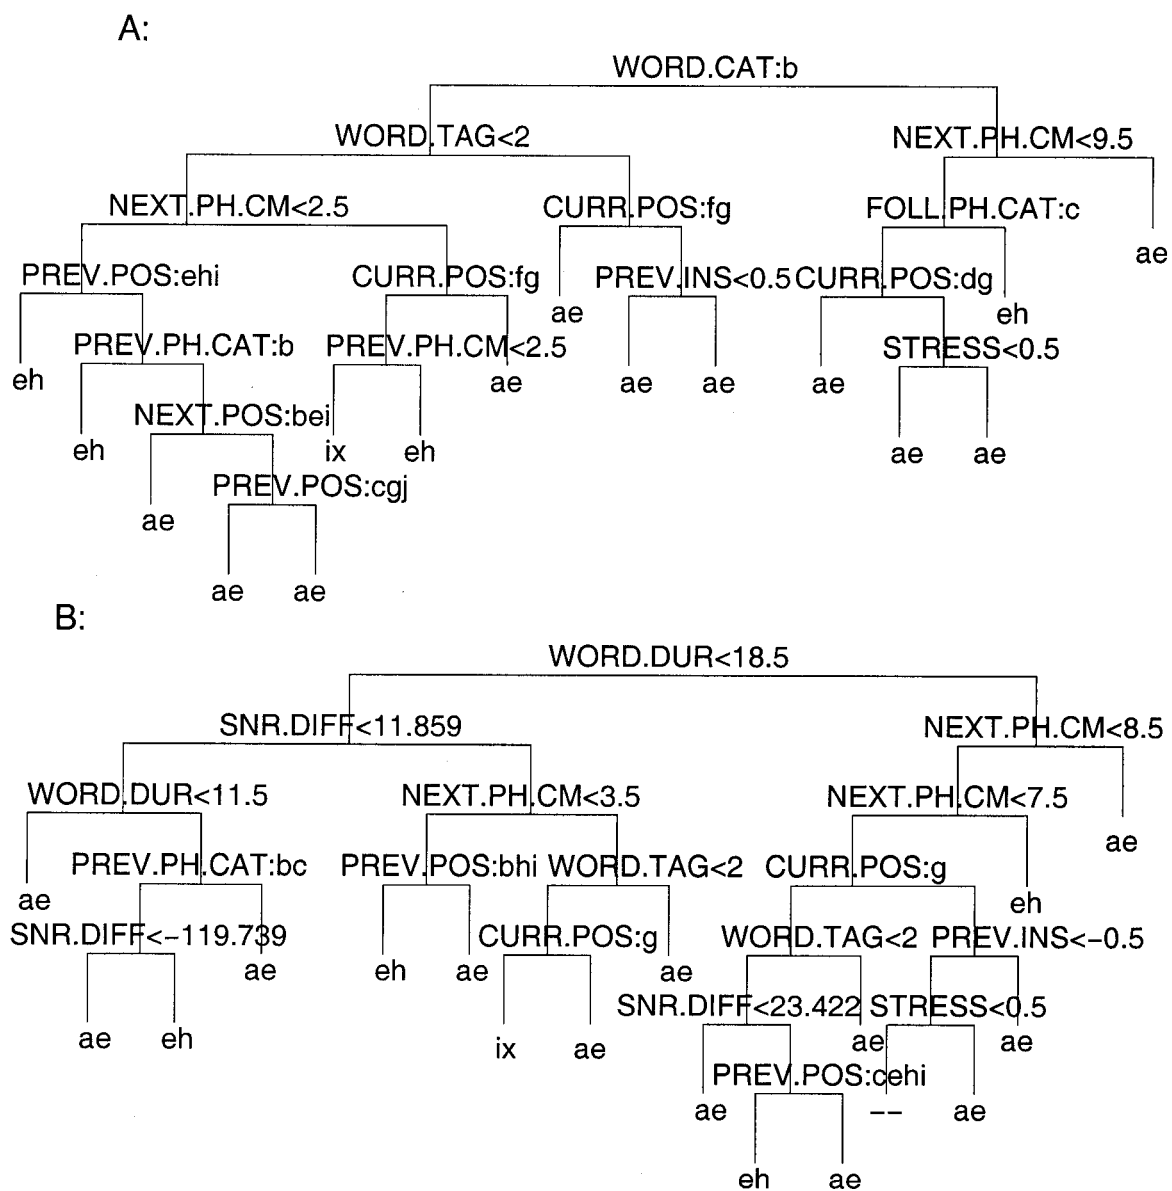 A:
WORD.CAT:b
WORD.TAG<2 NEXT.PH.CM<9.5
NEXT.PH.CM<2.5 CURR.POS:fg FOLL.PH.CAT:c
ae
PREV.POS:ehi CURR.POS:fg PREV.INS<0.5 CURR.POS:dg
ae eh
PREV.PH.CAT:b PREV.PH.CM<2.5 STRESS<0.5
eh ae ae ae ae
NEXT.POS:bei
eh ix eh ae ae
PREV.POS:cgj
ae
ae ae
B:
WORD.DUR<18.5
SNR.DIFF<11.859 NEXT.PH.CM<8.5
WORD.DUR<11.5 NEXT.PH.CM<3.5 NEXT.PH.CM<7.5
ae
PREV.PH.CAT:bc PREV.POS:bhi WORD.TAG<2 CURR.POS:g
ae eh
SNR.DIFF<-119.739 CURR.POS:g WORD.TAG<2 PREV.INS<-0.5
ae eh ae ae
SNR.DIFF<23.422 STRESS<0.5
ae eh ix ae ae ae
PREV.POS:cehi
ae -- ae
eh ae